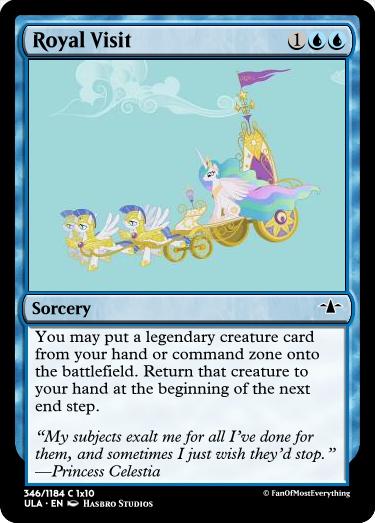 Royal Visit 1
Sorcery
You may put a legendary creature card
from your hand or command zone onto
the battlefield. Return that creature to
your hand at the beginning of the next
end step.
“My subjects exalt me for all I’ve done for
them, and sometimes I just wish they’d stop.”
—Princess Celestia
346/1184 C 1x10
ULA • EN Hasbro Studios
© FanOfMostEverything